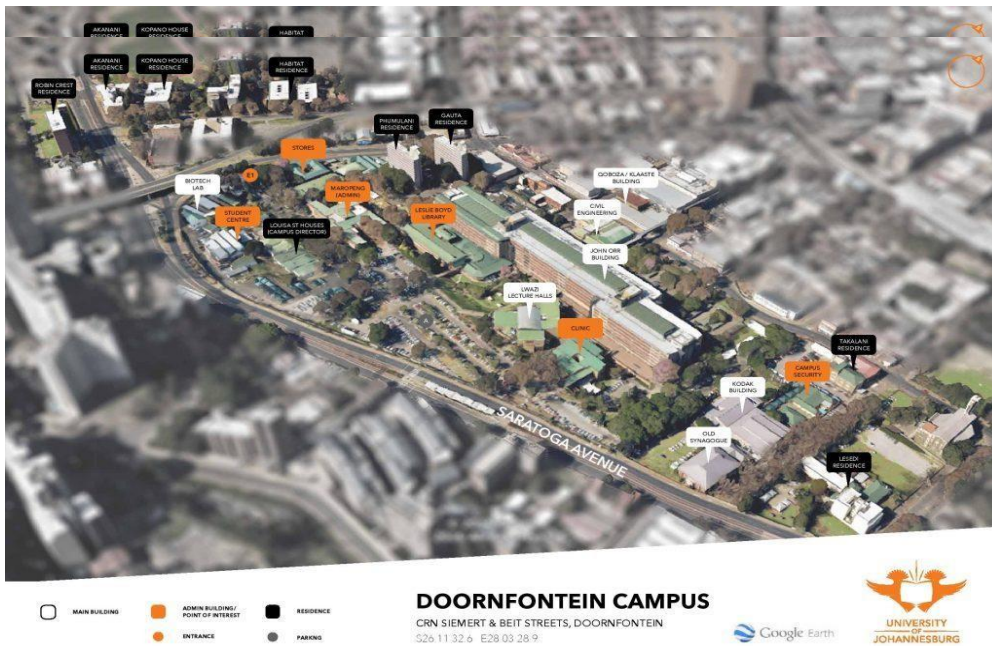 AKANANI
RESIDENCE
KOPANO HOUSE
RESIDENCE
HABITAT
AKANANI
RESIDENCE
KOPANO HOUSE
RESIDENCE
HABITAT
RESIDENCE
ROBIN CREST
RESIDENCE
PHUMULANI
RESIDENCE
GAUTA
RESIDENCE
STORES
E1
BIOTECH
LAB
MAROPENG
(ADMIN)
GOBOZA / KLAASTE
BUILDING
STUDENT
CENTRE
LOUISA ST HOUSES
(CAMPUS DIRECTOR)
LESLIE BOYD
LIBRARY
CIVIL
ENGINEERING
JOHN ORR
BUILDING
LWAZI
LECTURE HALLS
CLINIC
TAKALANI
RESIDENCE
CAMPUS
SECURITY
KODAK
BUILDING
SARATOGA AVENUE
OLD
SYNAGOGUE
LESEDI
RESIDENCE
MAIN BUILDING
ADMIN BUILDING/
POINT OF INTEREST
RESIDENCE
ENTRANCE
PARKNG
DOORNFONTEIN CAMPUS
CRN SIEMERT & BEIT STREETS, DOORNFONTEIN
S26 11 32 6 E28 03 28 9
Google Earth
UNIVERSITY
OF
JOHANNESBURG